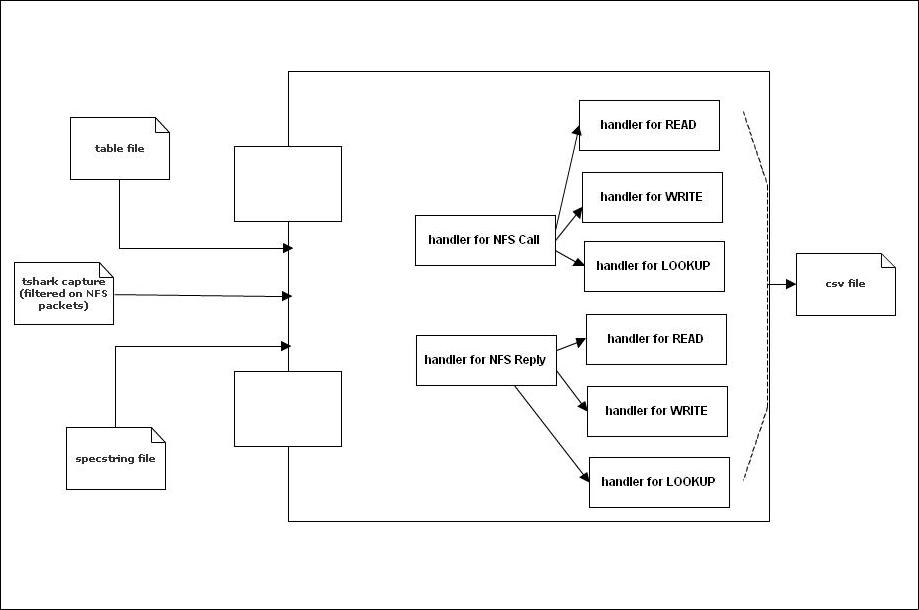 table file
tshark capture
(filtered on NFS
packets)
specstring file
handler for NFS Call
handler for READ
handler for WRITE
handler for LOOKUP
handler for NFS Reply
handler for READ
handler for WRITE
handler for LOOKUP
csv file